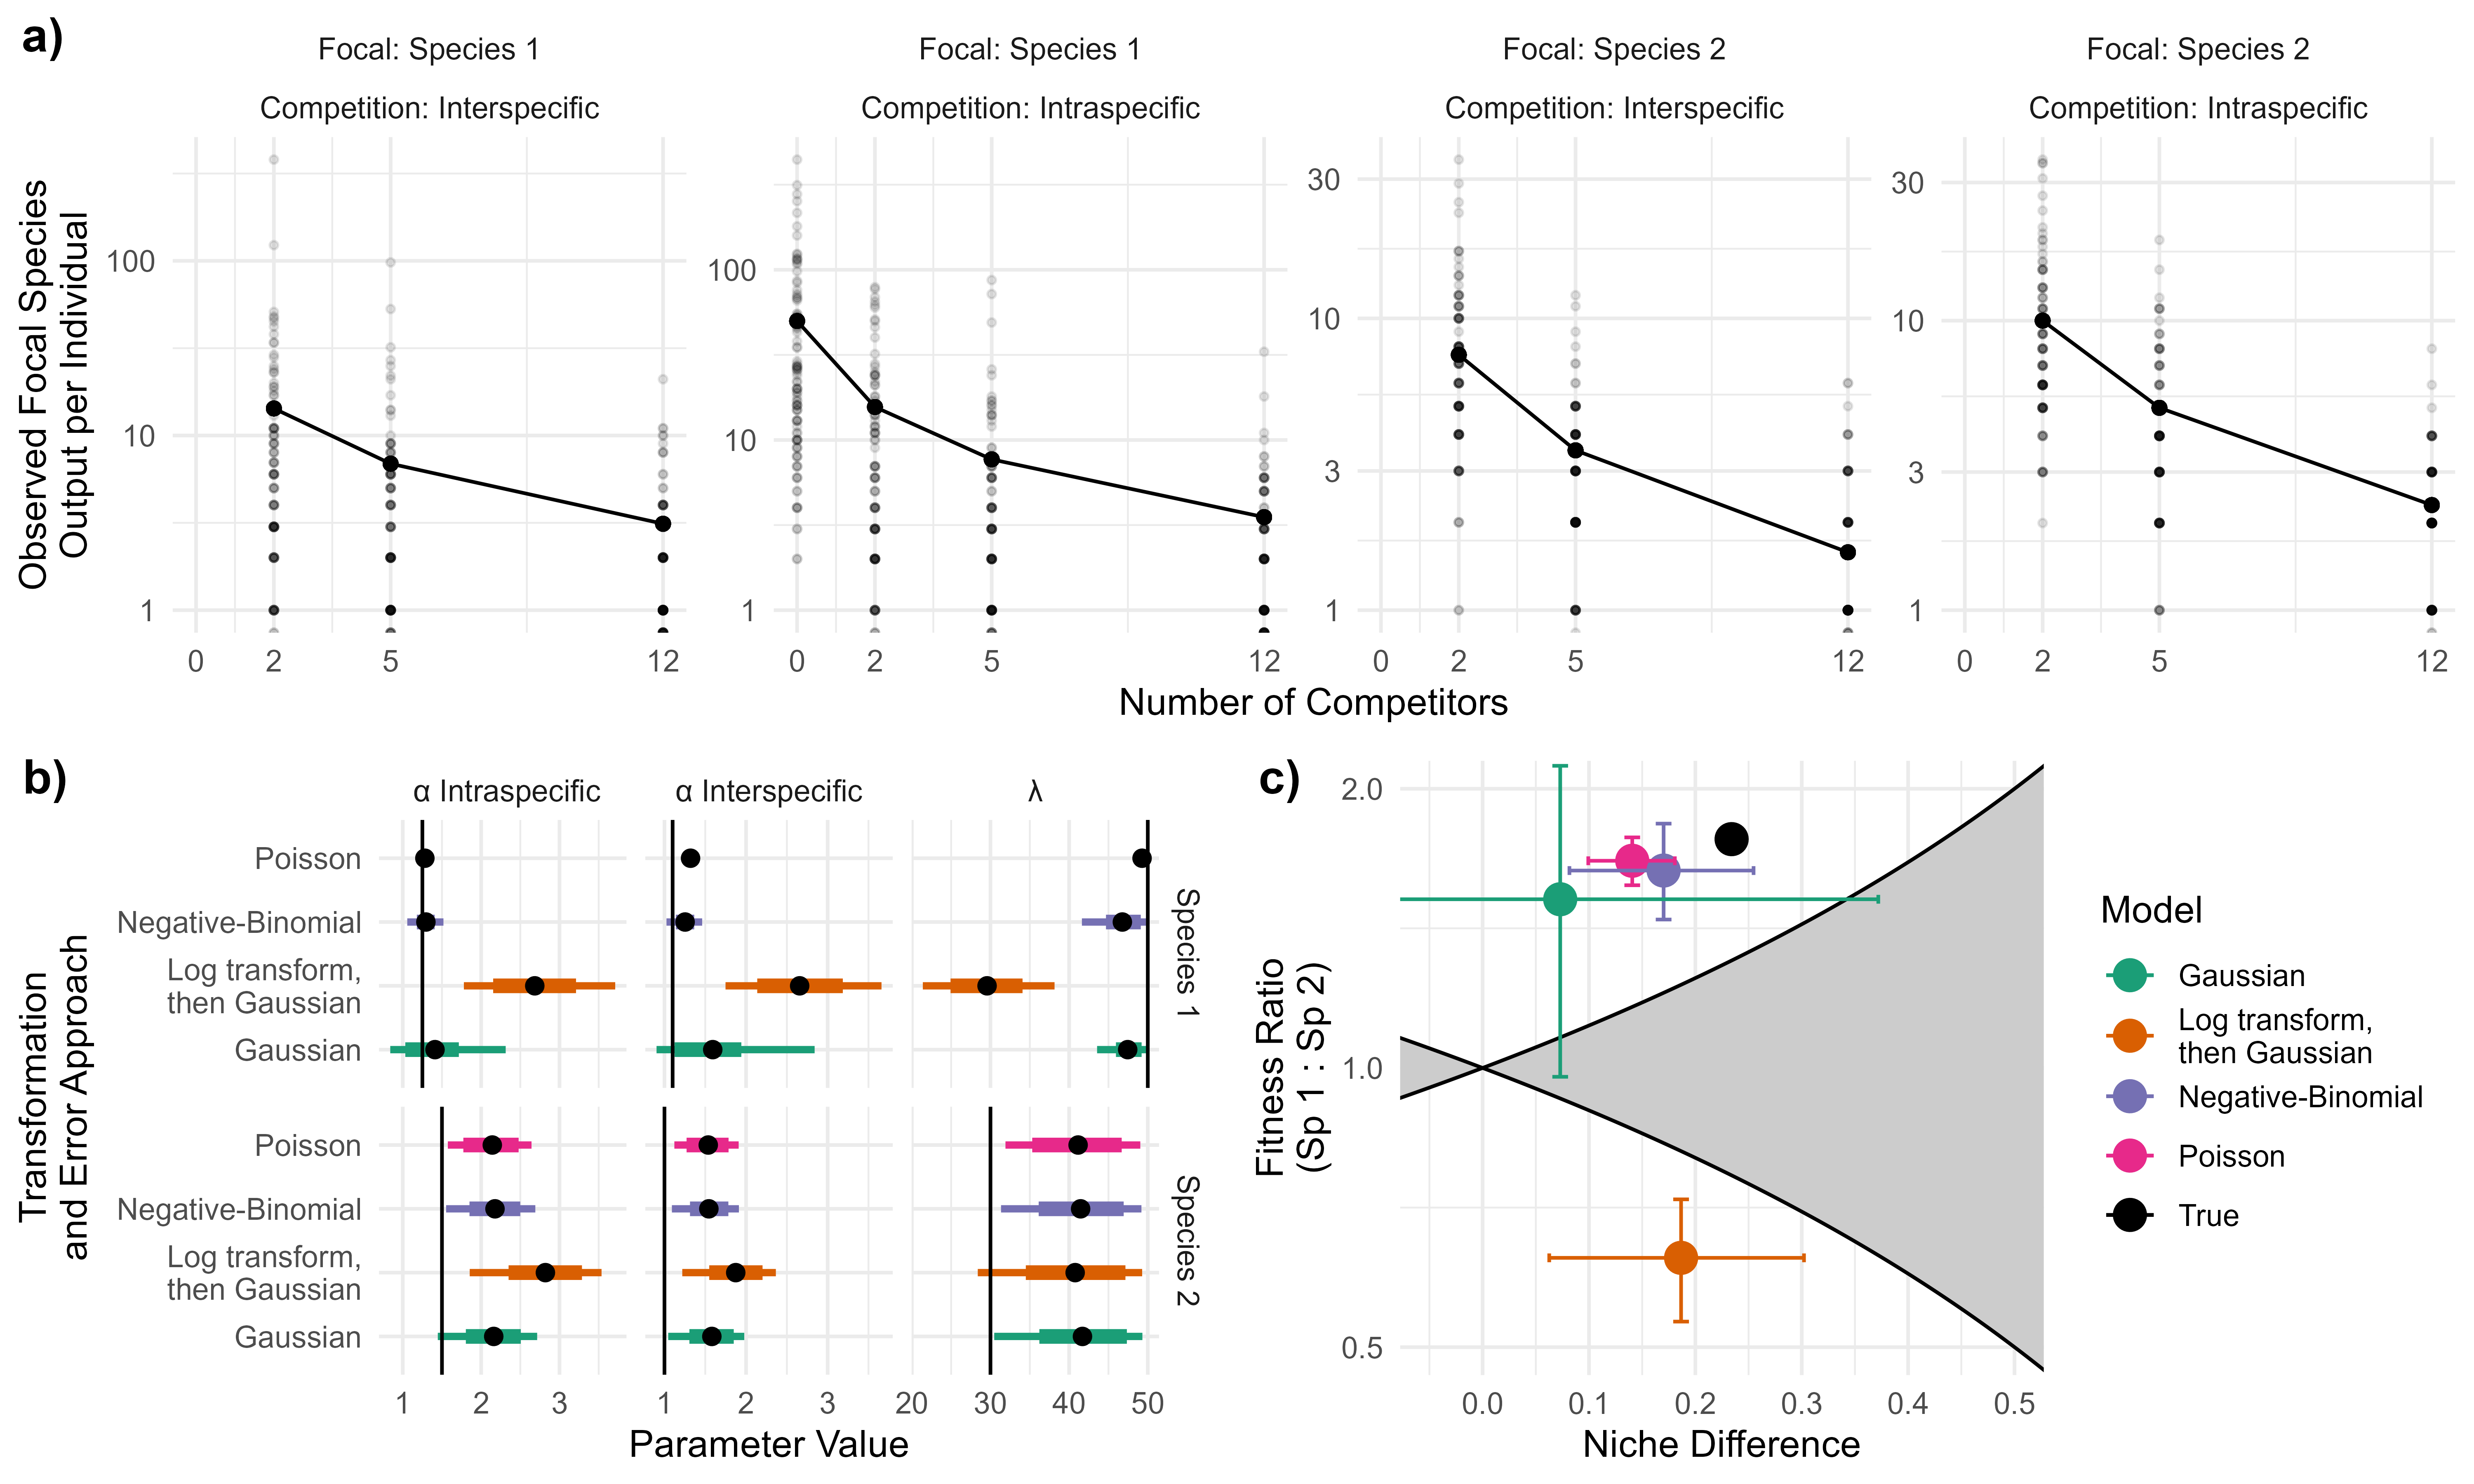 a)
Focal: Species 1
Focal: Species 1
Focal: Species 2
Focal: Species 2
Competition: Interspecific
Competition: Intraspecific
Competition: Interspecific
Competition: Intraspecific
Observed Focal Species
Output per Individual
100
10
1
100
10
1
30
10
3
1
30
10
3
1
0 2 5 12
0 2 5 12
0 2 5 12
0 2 5 12
Number of Competitors
b)
α Intraspecific
α Interspecific
λ
Transformation
and Error Approach
Poisson
Negative-Binomial
Log transform,
then Gaussian
Gaussian
Species 1
Poisson
Negative-Binomial
Log transform,
then Gaussian
Gaussian
Species 2
1 2 3
1 2 3
20 30 40 50
Parameter Value
c)
Fitness Ratio
(Sp 1 : Sp 2)
2.0
1.0
0.5
0.0 0.1 0.2 0.3 0.4 0.5
Niche Difference
Model
Gaussian
Log transform,
then Gaussian
Negative-Binomial
Poisson
True